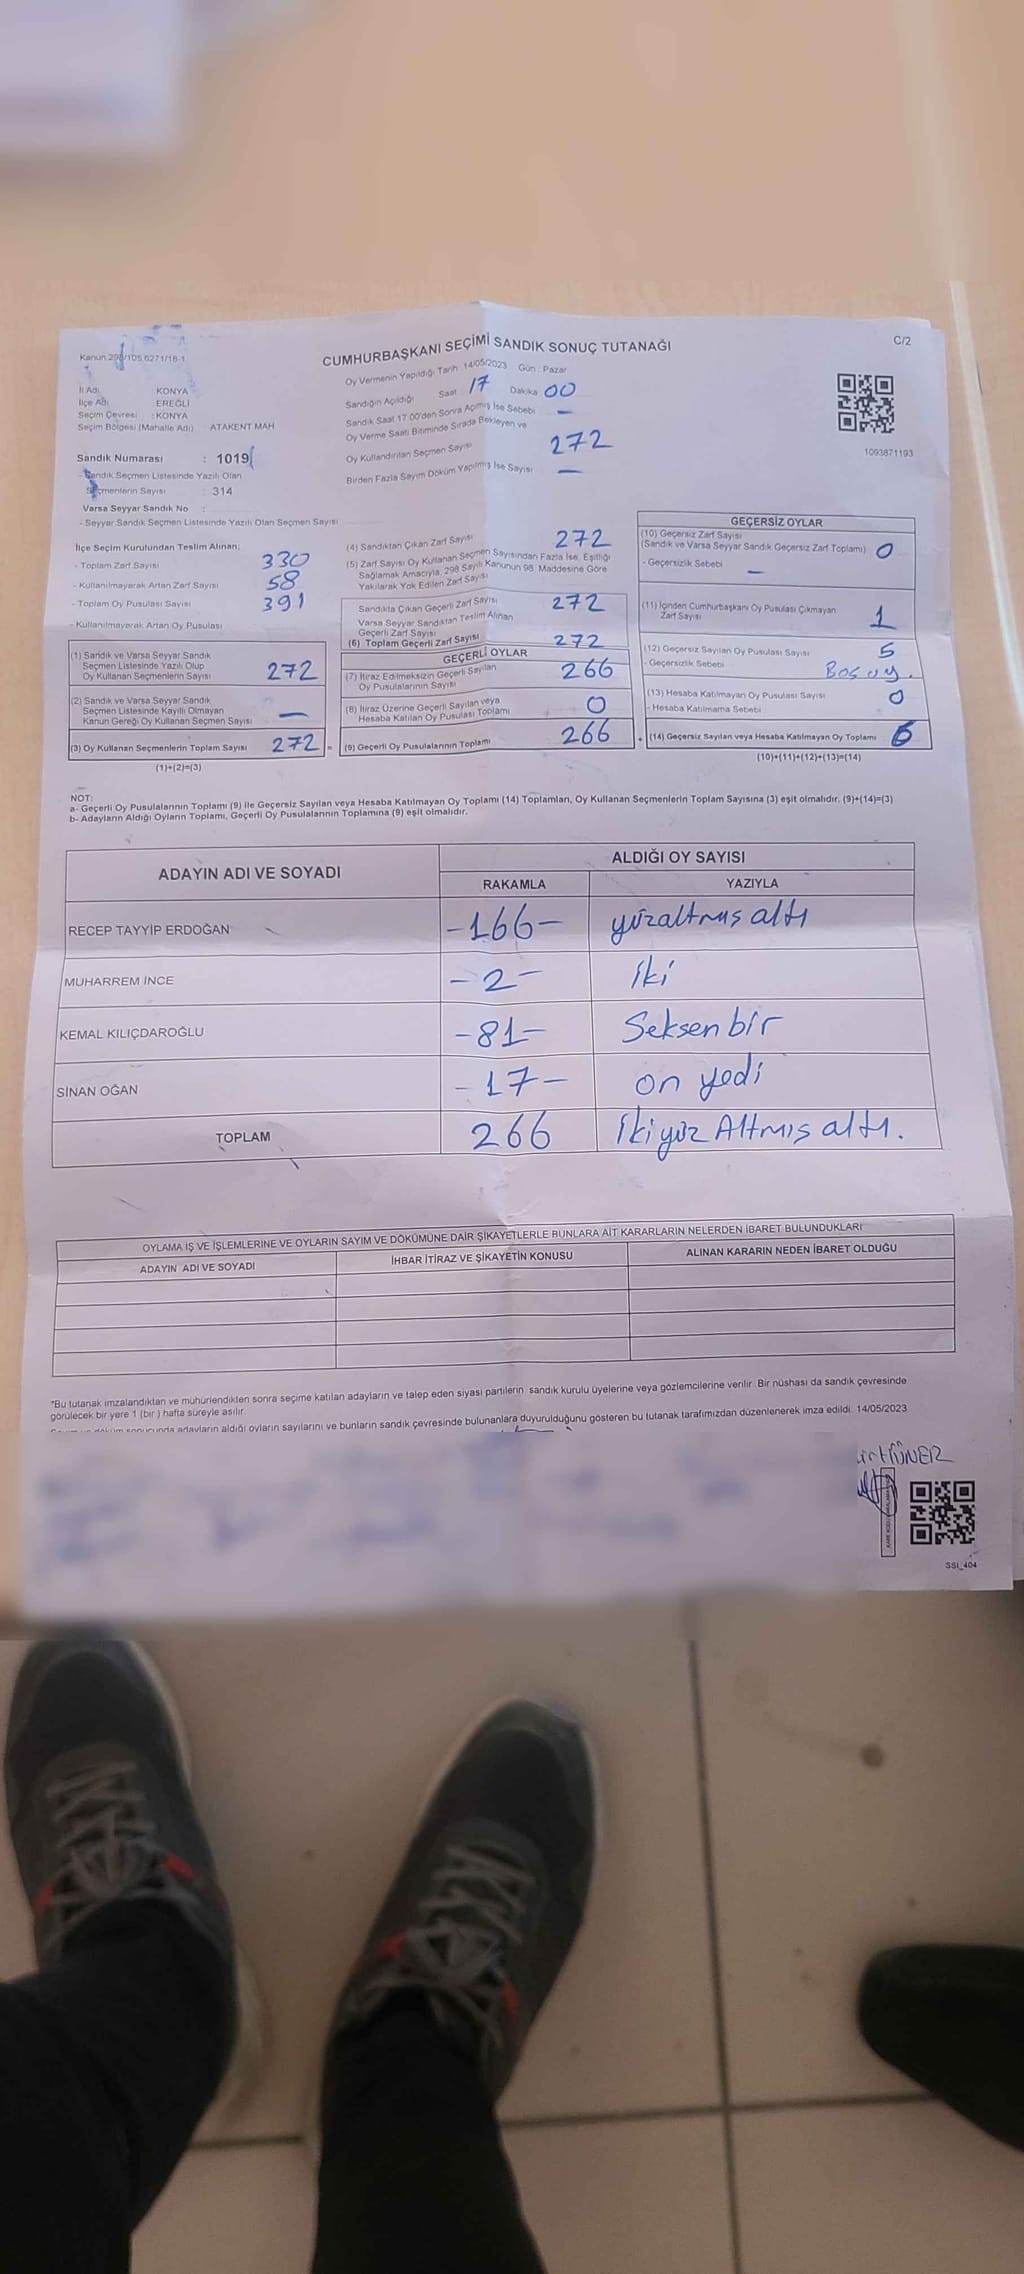 C/2
CUMHURBAŞKANI SEÇİMİ SANDIK SONUÇ TUTANAĞI
Kanun 298/105,6271/18-1
İl Adı KONYA
İlçe Adı EREĞLİ
Seçim Çevresi : KONYA
Seçim Bölgesi (Mahalle Adı) ATAKENT MAH
Sandık Numarası : 1019
- Sandık Seçmen Listesinde Yazılı Olan
Seçmenlerin Sayısı : 314
Varsa Seyyar Sandık No :
- Seyyar Sandık Seçmen Listesinde Yazılı Olan Seçmen Sayısı
Oy Vermenin Yapıldığı Tarih 14/05/2023 Gün : Pazar
Sandığın Açıldığı Saat 17 Dakika 00
Sandık Saat 17.00'den Sonra Açılmış İse Sebebi —
Oy Verme Saati Bitiminde Sırada Bekleyen ve
Oy Kullandırılan Seçmen Sayısı 272
Birden Fazla Sayım Döküm Yapılmış İse Sayısı —
1093871193
İlçe Seçim Kurulundan Teslim Alınan;
- Toplam Zarf Sayısı 330
- Kullanılmayarak Artan Zarf Sayısı 58
- Toplam Oy Pusulası Sayısı 391
- Kullanılmayarak Artan Oy Pusulası
(1) Sandık ve Varsa Seyyar Sandık
Seçmen Listesinde Yazılı Olup
Oy Kullanan Seçmenlerin Sayısı 272
(2) Sandık ve Varsa Seyyar Sandık
Seçmen Listesinde Kayıtlı Olmayan
Kanun Gereği Oy Kullanan Seçmen Sayısı —
(3) Oy Kullanan Seçmenlerin Toplam Sayısı 272 =
(1)+(2)=(3)
(4) Sandıktan Çıkan Zarf Sayısı 272
(5) Zarf Sayısı Oy Kullanan Seçmen Sayısından Fazla İse, Eşitliği
Sağlamak Amacıyla, 298 Sayılı Kanunun 98. Maddesine Göre
Yakılarak Yok Edilen Zarf Sayısı
Sandıkta Çıkan Geçerli Zarf Sayısı 272
Varsa Seyyar Sandıktan Teslim Alınan
Geçerli Zarf Sayısı
(6) Toplam Geçerli Zarf Sayısı 272
GEÇERLİ OYLAR
(7) İtiraz Edilmeksizin Geçerli Sayılan
Oy Pusulalarının Sayısı 266
(8) İtiraz Üzerine Geçerli Sayılan veya
Hesaba Katılan Oy Pusulası Toplamı 0
(9) Geçerli Oy Pusulalarının Toplamı 266 +
GEÇERSİZ OYLAR
(10) Geçersiz Zarf Sayısı
(Sandık ve Varsa Seyyar Sandık Geçersiz Zarf Toplamı) 0
- Geçersizlik Sebebi —
(11) İçinden Cumhurbaşkanı Oy Pusulası Çıkmayan
Zarf Sayısı 1
(12) Geçersiz Sayılan Oy Pusulası Sayısı 5
- Geçersizlik Sebebi Boş oy.
(13) Hesaba Katılmayan Oy Pusulası Sayısı 0
- Hesaba Katılmama Sebebi
(14) Geçersiz Sayılan veya Hesaba Katılmayan Oy Toplamı 6
(10)+(11)+(12)+(13)=(14)
NOT:
a- Geçerli Oy Pusulalarının Toplamı (9) ile Geçersiz Sayılan veya Hesaba Katılmayan Oy Toplamı (14) Toplamları, Oy Kullanan Seçmenlerin Toplam Sayısına (3) eşit olmalıdır. (9)+(14)=(3)
b- Adayların Aldığı Oyların Toplamı, Geçerli Oy Pusulalarının Toplamına (9) eşit olmalıdır.
ADAYIN ADI VE SOYADI ALDIĞI OY SAYISI
RAKAMLA YAZIYLA
RECEP TAYYİP ERDOĞAN -166- yüzaltmış altı
MUHARREM İNCE -2- iki
KEMAL KILIÇDAROĞLU -81- Seksen bir
SİNAN OĞAN -17- on yedi
TOPLAM 266 İki yüz Altmış altı.
OYLAMA İŞ VE İŞLEMLERİNE VE OYLARIN SAYIM VE DÖKÜMÜNE DAİR ŞİKAYETLERLE BUNLARA AİT KARARLARIN NELERDEN İBARET BULUNDUKLARI
ADAYIN ADI VE SOYADI İHBAR İTİRAZ VE ŞİKAYETİN KONUSU ALINAN KARARIN NEDEN İBARET OLDUĞU
*Bu tutanak imzalandıktan ve mühürlendikten sonra seçime katılan adayların ve talep eden siyasi partilerin sandık kurulu üyelerine veya gözlemcilerine verilir. Bir nüshası da sandık çevresinde
görülecek bir yere 1 (bir) hafta süreyle asılır.
sonucunda adayların aldığı oyların sayılarını ve bunların sandık çevresinde bulunanlara duyurulduğunu gösteren bu tutanak tarafımızdan düzenlenerek imza edildi. 14/05/2023
SSI_404